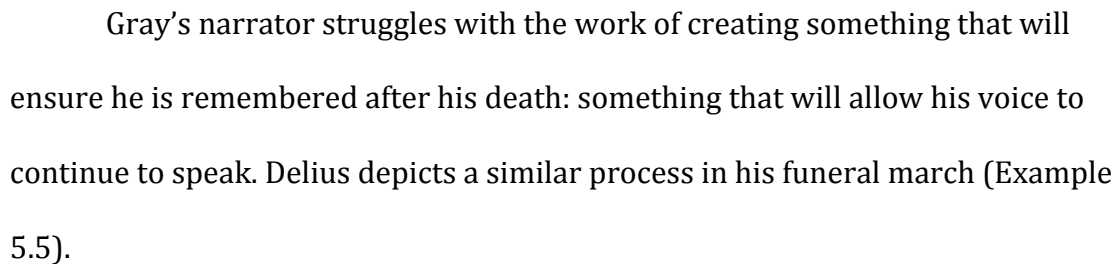 Gray’s narrator struggles with the work of creating something that will
ensure he is remembered after his death: something that will allow his voice to
continue to speak. Delius depicts a similar process in his funeral march (Example
5.5).